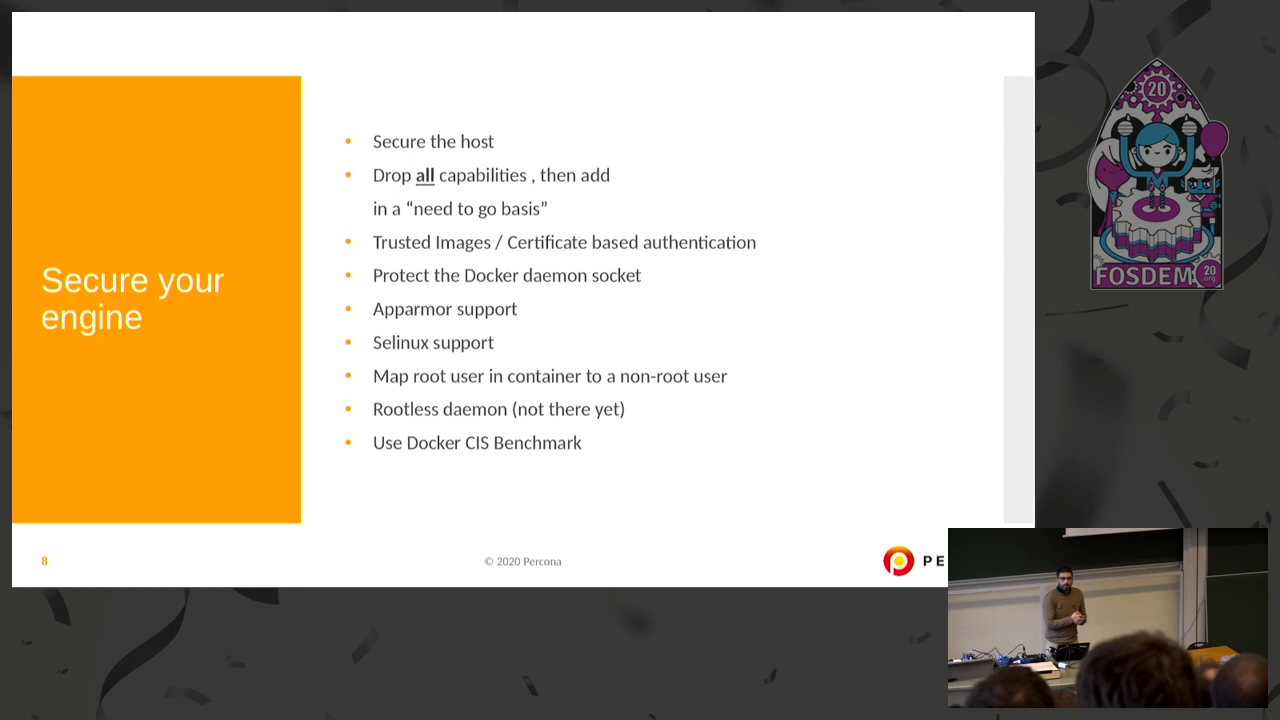 Secure your
engine
• Secure the host
• Drop all capabilities , then add
in a “need to go basis”
• Trusted Images / Certificate based authentication
• Protect the Docker daemon socket
• Apparmor support
• Selinux support
• Map root user in container to a non-root user
• Rootless daemon (not there yet)
• Use Docker CIS Benchmark
8
© 2020 Percona
PE
20
FOSDEM
20
.org